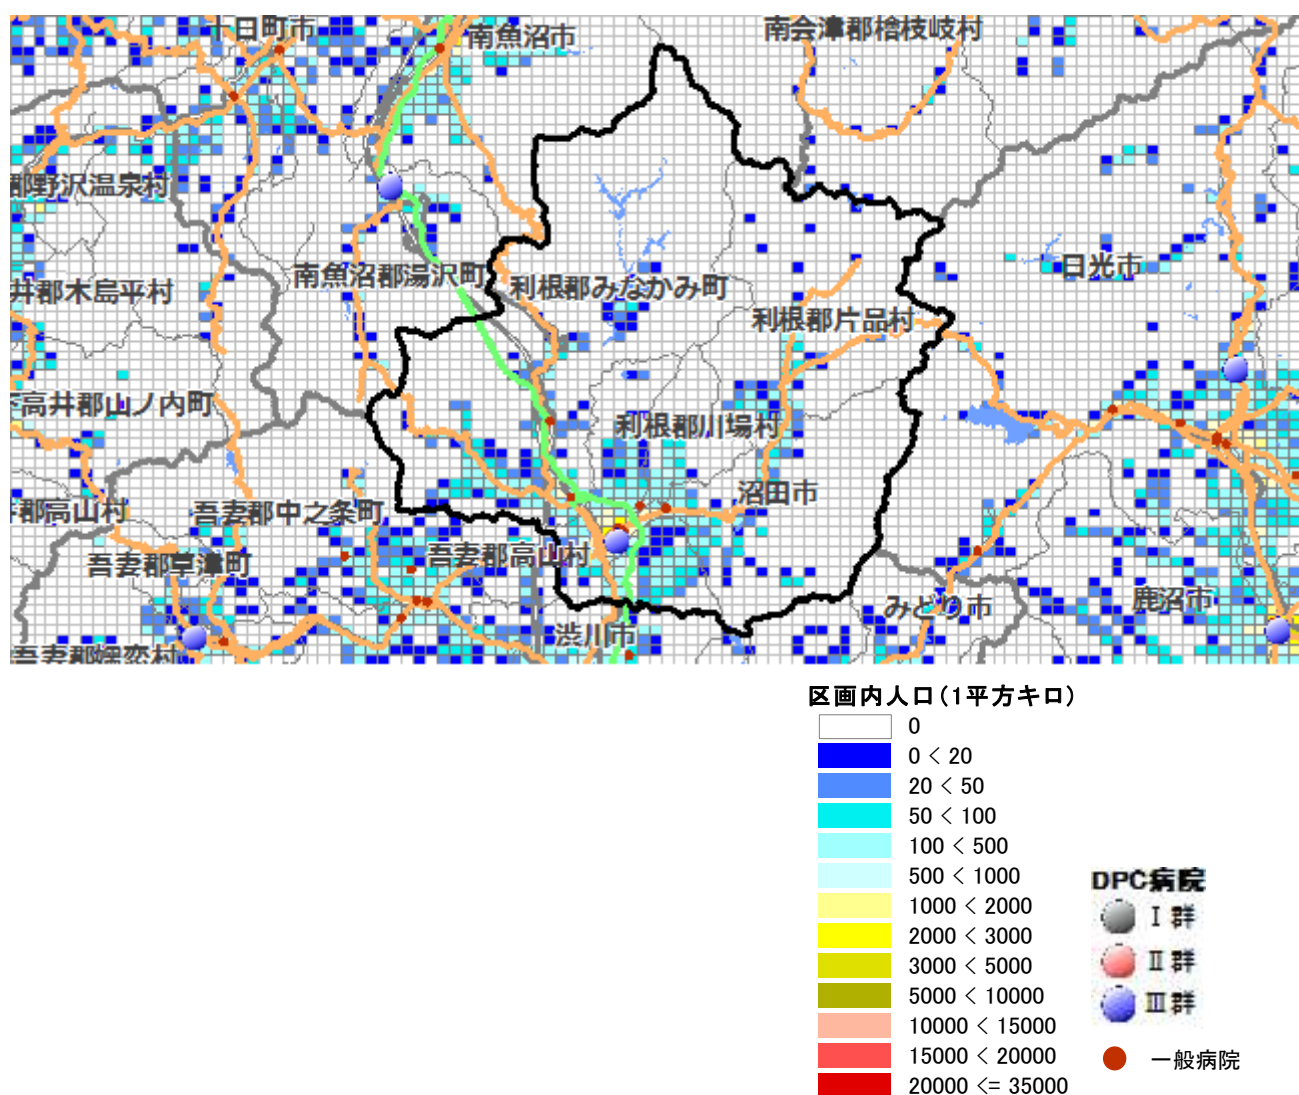 十日町市
南魚沼市
南会津郡檜枝岐村
郡野沢温泉村
南魚沼郡湯沢町
利根郡みなかみ町
日光市
井郡木島平村
利根郡片品村
高井郡山ノ内町
利根郡川場村
沼田市
郡高山村
吾妻郡中之条町
吾妻郡高山村
吾妻郡草津町
みどり市
鹿沼市
渋川市
吾妻郡嬬恋村
区画内人口(1平方キロ)
0
0 < 20
20 < 50
50 < 100
100 < 500
500 < 1000
1000 < 2000
2000 < 3000
3000 < 5000
5000 < 10000
10000 < 15000
15000 < 20000
20000 <= 35000
DPC病院
Ⅰ群
Ⅱ群
Ⅲ群
一般病院